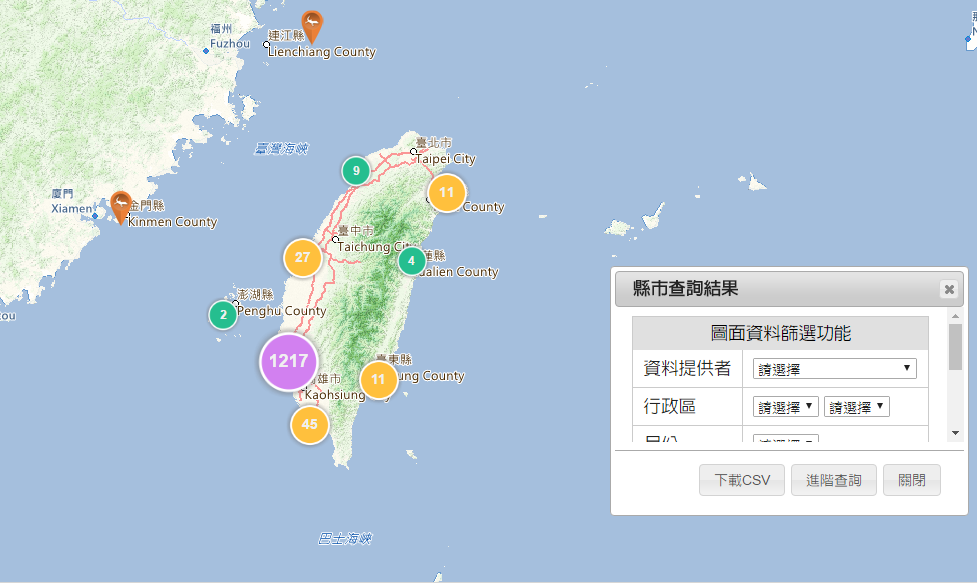 福州
Fuzhou
連江縣
Lienchiang County
臺灣海峽
臺北市
Taipei City
9
11
County
廈門
Xiamen
金門縣
Kinmen County
臺中市
Taichung City
27
4
蓮縣
ualien County
澎湖縣
Penghu County
2
1217
雄市
Kaohsiung
臺東縣
ung County
11
45
巴士海峽
縣市查詢結果
圖面資料篩選功能
資料提供者
請選擇
行政區
請選擇
請選擇
下載CSV
進階查詢
關閉